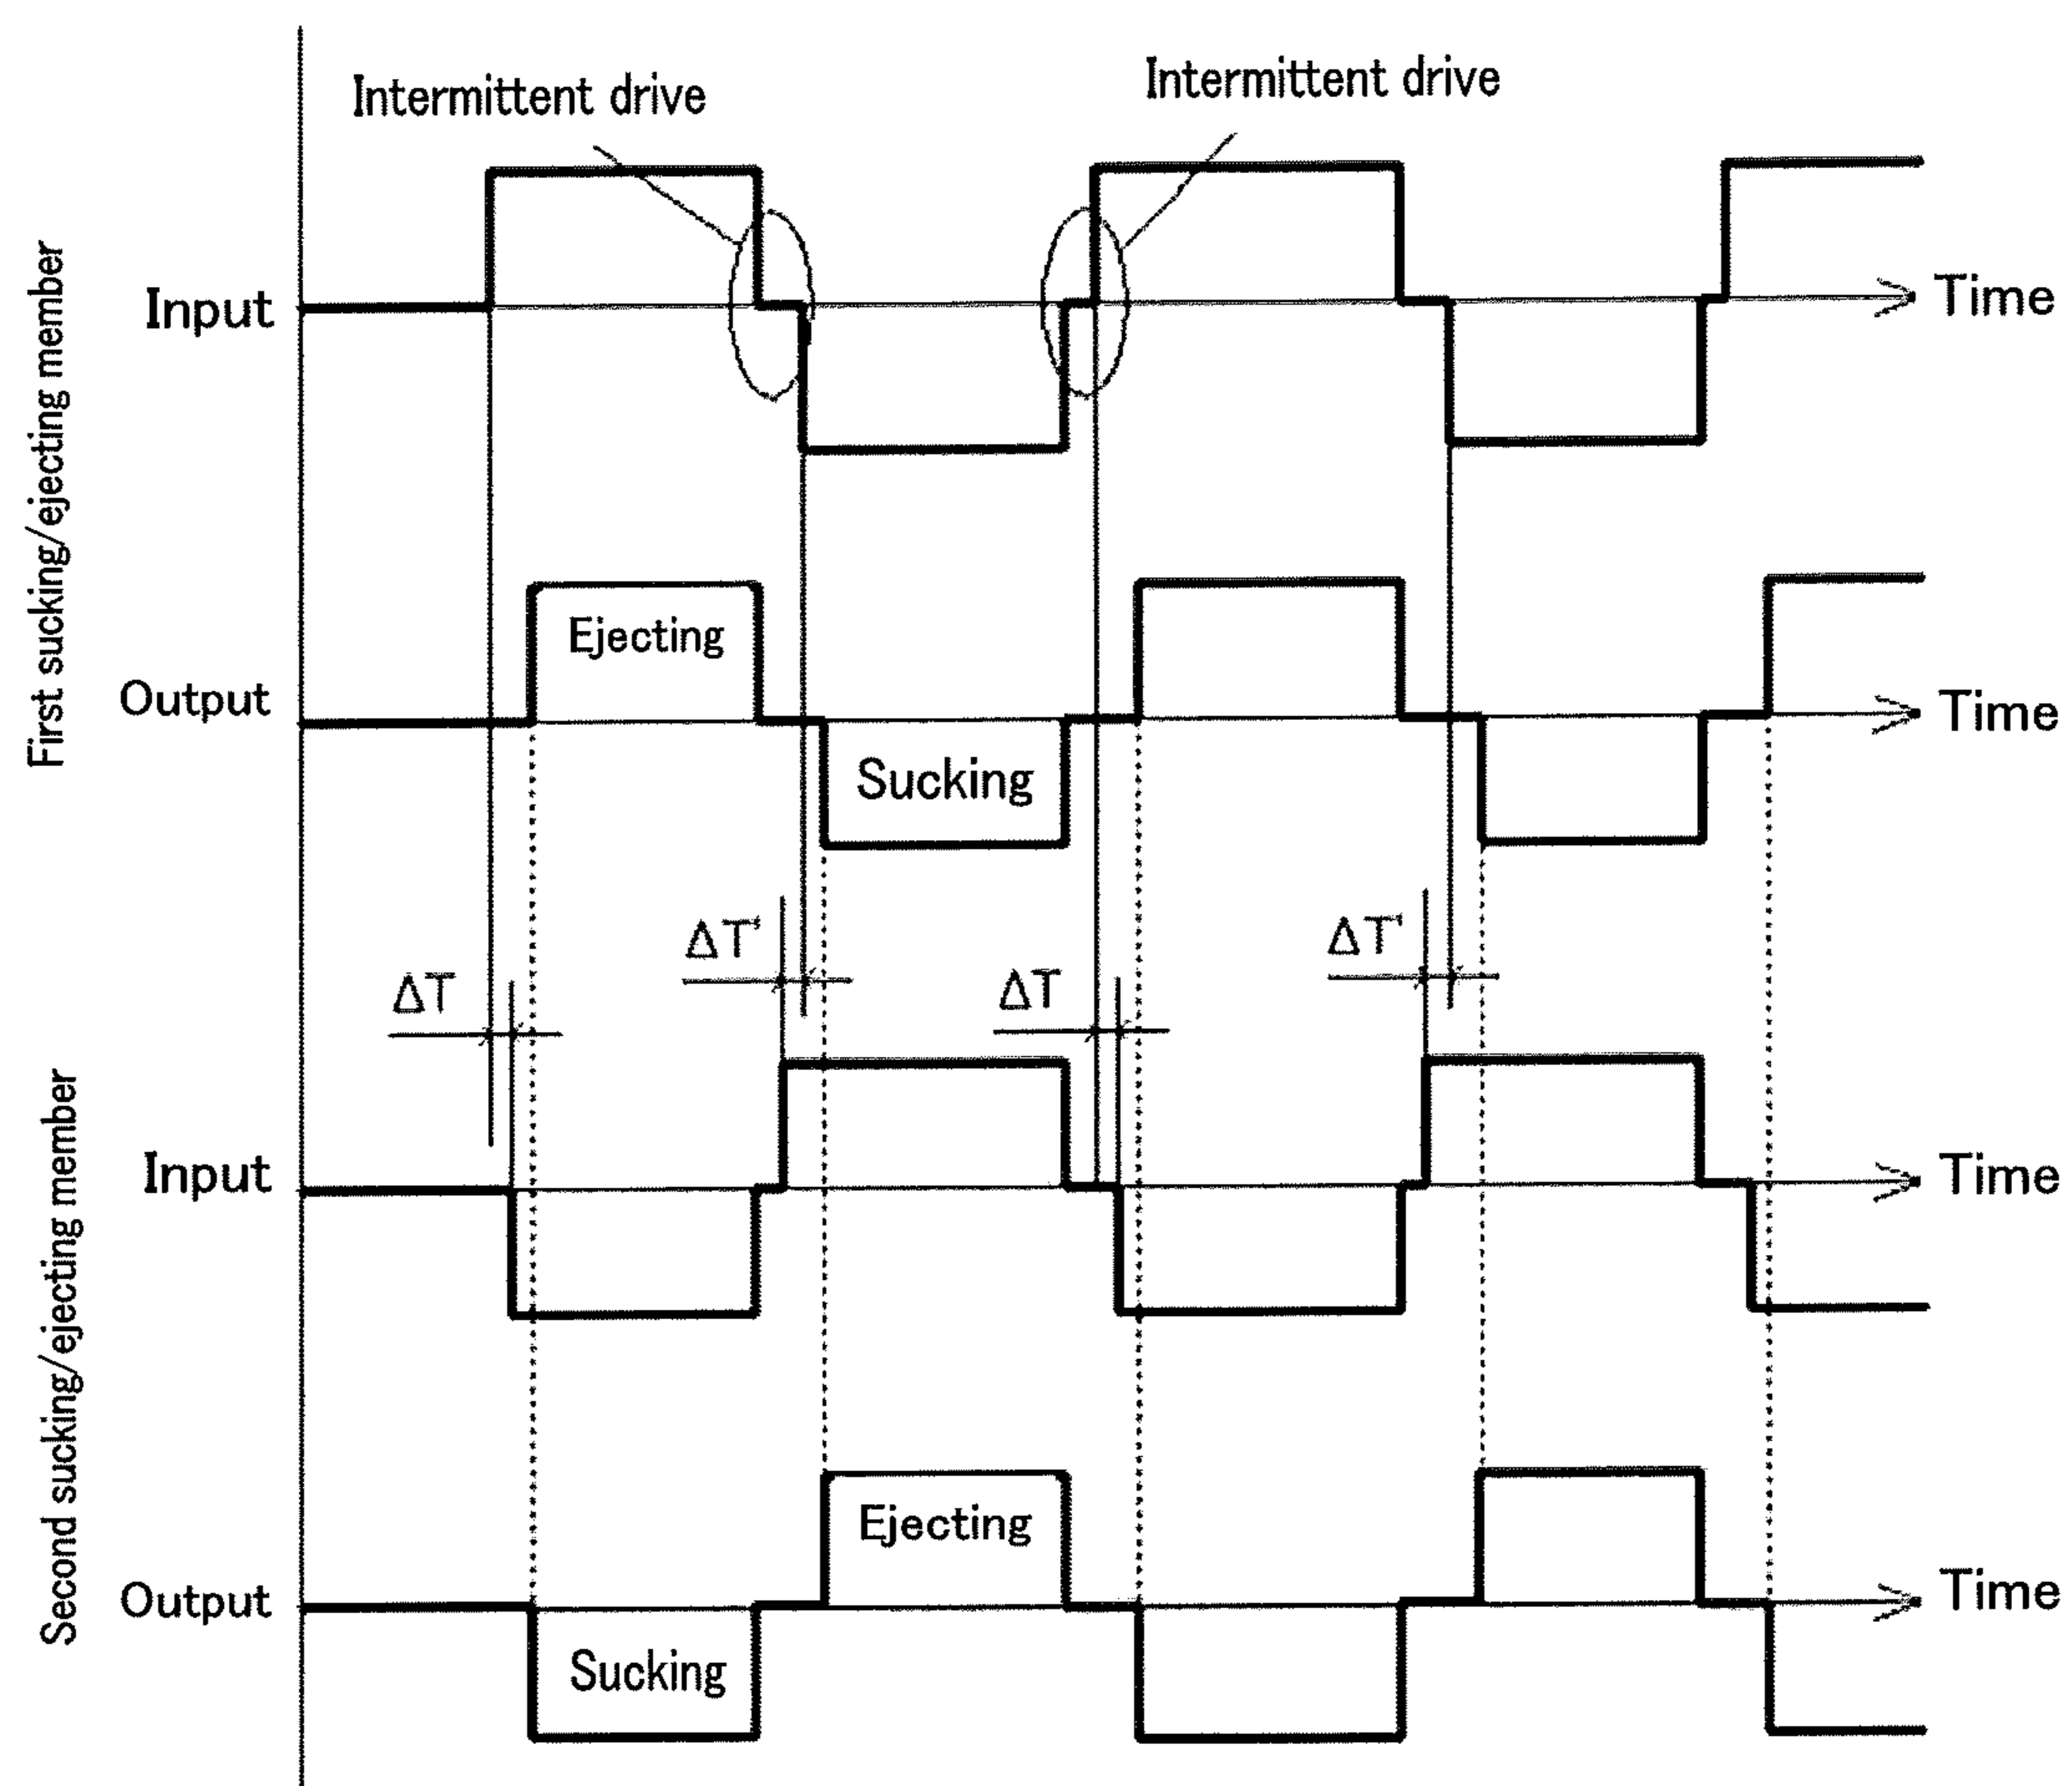 Intermittent drive
Intermittent drive
First sucking/ejecting member
Input
Time
Ejecting
Output
Time
Sucking
ΔT'
ΔT'
ΔT
ΔT
Second sucking/ejecting member
Input
Time
Ejecting
Output
Time
Sucking